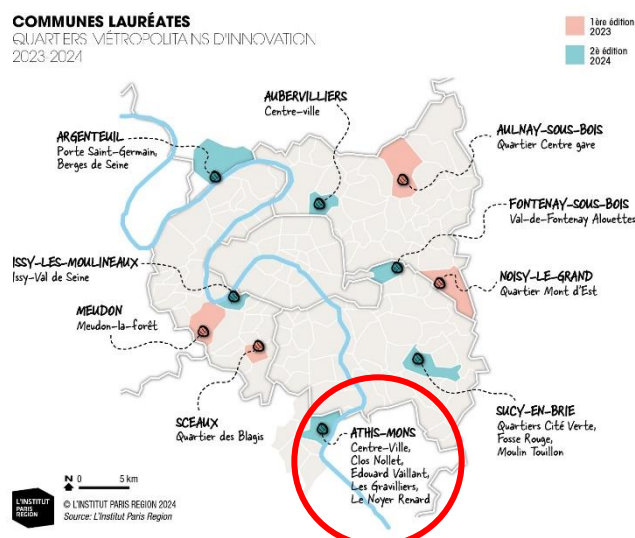 COMMUNES LAURÉATES
QUARTIERS MÉTROPOLITAINS D'INNOVATION
2023-2024
1ère édition
2023
2è édition
2024
AUBERVILLIERS
Centre-ville
ARGENTEUIL
Porte Saint-Germain,
Berges de Seine
AULNAY-SOUS-BOIS
Quartier Centre gare
FONTENAY-SOUS-BOIS
Val-de-Fontenay Alouettes
ISSY-LES-MOULINEAUX
Issy-Val de Seine
NOISY-LE-GRAND
Quartier Mont d'Est
MEUDON
Meudon-la-forêt
SCEAUX
Quartier des Blagis
SUCY-EN-BRIE
Quartiers Cité Verte,
Fosse Rouge,
Moulin Touillon
ATHIS-MONS
Centre-Ville,
Clos Nollet,
Edouard Vaillant,
Les Gravilliers,
Le Noyer Renard
N 0 5 km
L'INSTITUT
PARIS
REGION
© L'INSTITUT PARIS REGION 2024
Source: L'Institut Paris Region